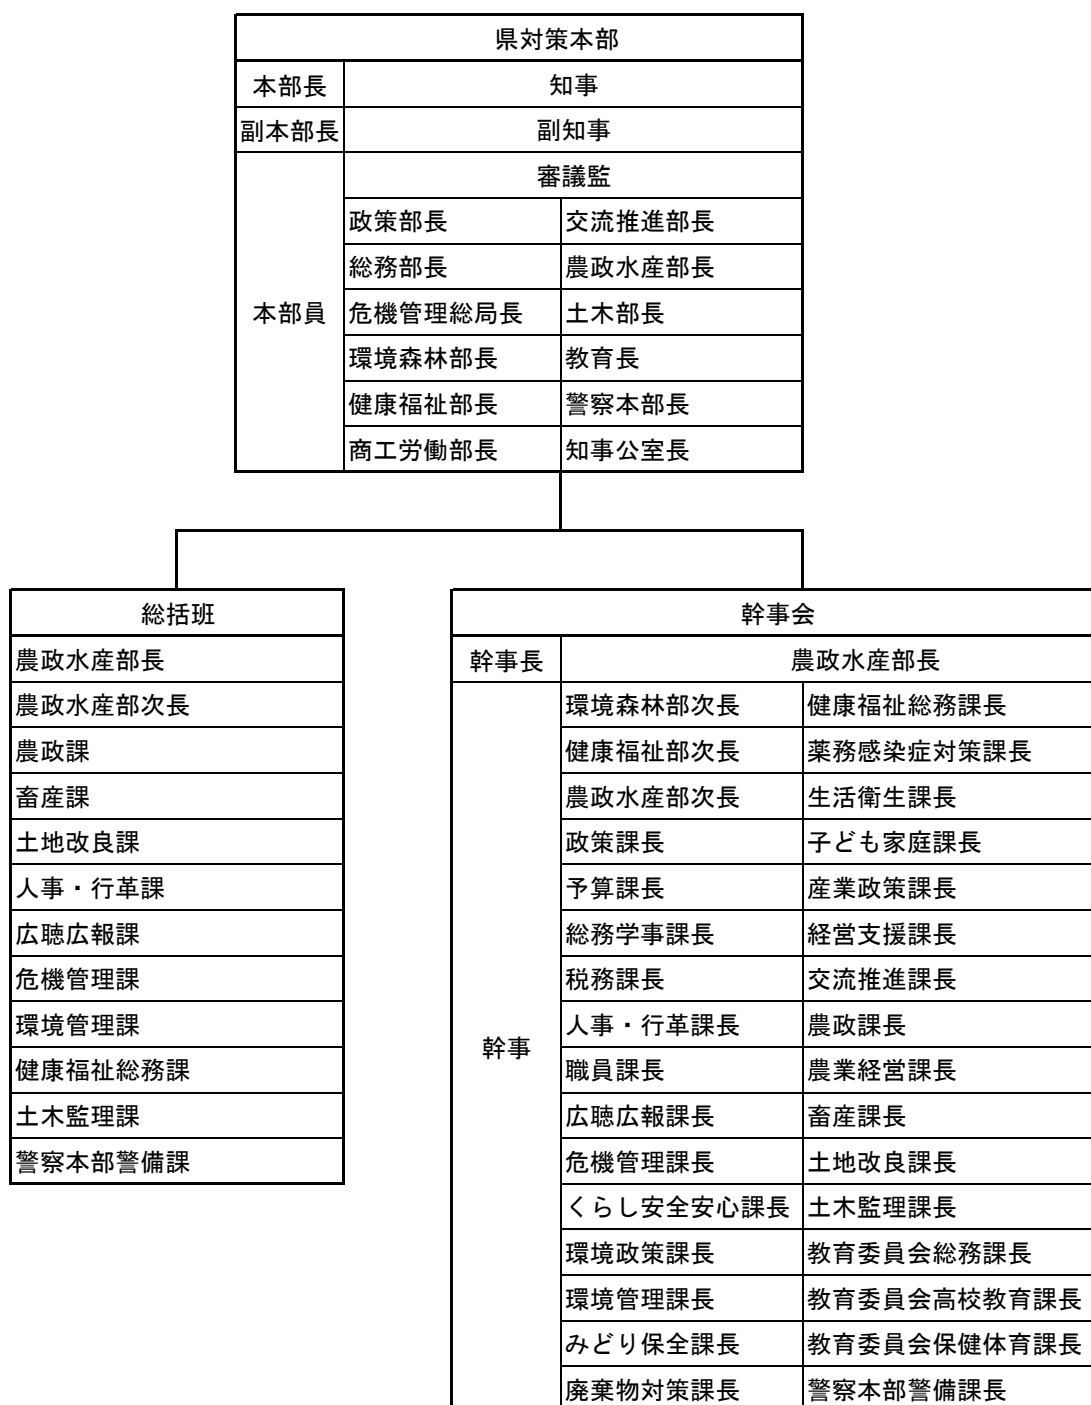 県対策本部
本部長 知事
副本部長 副知事
本部員 審議監
政策部長 交流推進部長
総務部長 農政水産部長
危機管理総局長 土木部長
環境森林部長 教育長
健康福祉部長 警察本部長
商工労働部長 知事公室長
総括班
農政水産部長
農政水産部次長
農政課
畜産課
土地改良課
人事・行革課
広聴広報課
危機管理課
環境管理課
健康福祉総務課
土木監理課
警察本部警備課
幹事会
幹事長 農政水産部長
幹事
環境森林部次長 健康福祉総務課長
健康福祉部次長 薬務感染症対策課長
農政水産部次長 生活衛生課長
政策課長 子ども家庭課長
予算課長 産業政策課長
総務学事課長 経営支援課長
税務課長 交流推進課長
人事・行革課長 農政課長
職員課長 農業経営課長
広聴広報課長 畜産課長
危機管理課長 土地改良課長
くらし安全安心課長 土木監理課長
環境政策課長 教育委員会総務課長
環境管理課長 教育委員会高校教育課長
みどり保全課長 教育委員会保健体育課長
廃棄物対策課長 警察本部警備課長